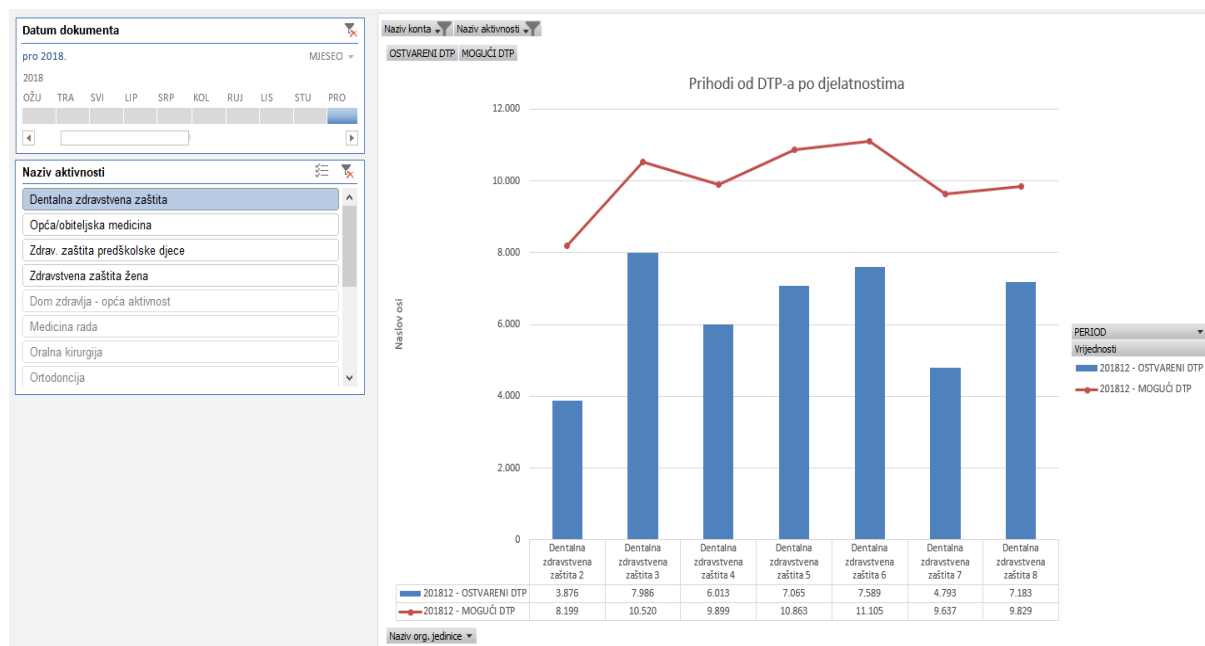 Datum dokumenta
pro 2018.
MJESECI
2018
OŽU TRA SVI LIP SRP KOL RUJ LIS STU PRO
Naziv aktivnosti
Dentalna zdravstvena zaštita
Opća/obiteljska medicina
Zdrav. zaštita predškolske djece
Zdravstvena zaštita žena
Dom zdravlja - opća aktivnost
Medicina rada
Oralna kirurgija
Ortodoncija
Naziv konta Naziv aktivnosti
OSTVARENI DTP MOGUĆI DTP
Prihodi od DTP-a po djelatnostima
Naslov osi
12.000
10.000
8.000
6.000
4.000
2.000
0
Dentalna zdravstvena zaštita 2
Dentalna zdravstvena zaštita 3
Dentalna zdravstvena zaštita 4
Dentalna zdravstvena zaštita 5
Dentalna zdravstvena zaštita 6
Dentalna zdravstvena zaštita 7
Dentalna zdravstvena zaštita 8
201812 - OSTVARENI DTP 3.876 7.986 6.013 7.065 7.589 4.793 7.183
201812 - MOGUĆI DTP 8.199 10.520 9.899 10.863 11.105 9.637 9.829
Naziv org. jedinice
PERIOD
Vrijednosti
201812 - OSTVARENI DTP
201812 - MOGUĆI DTP